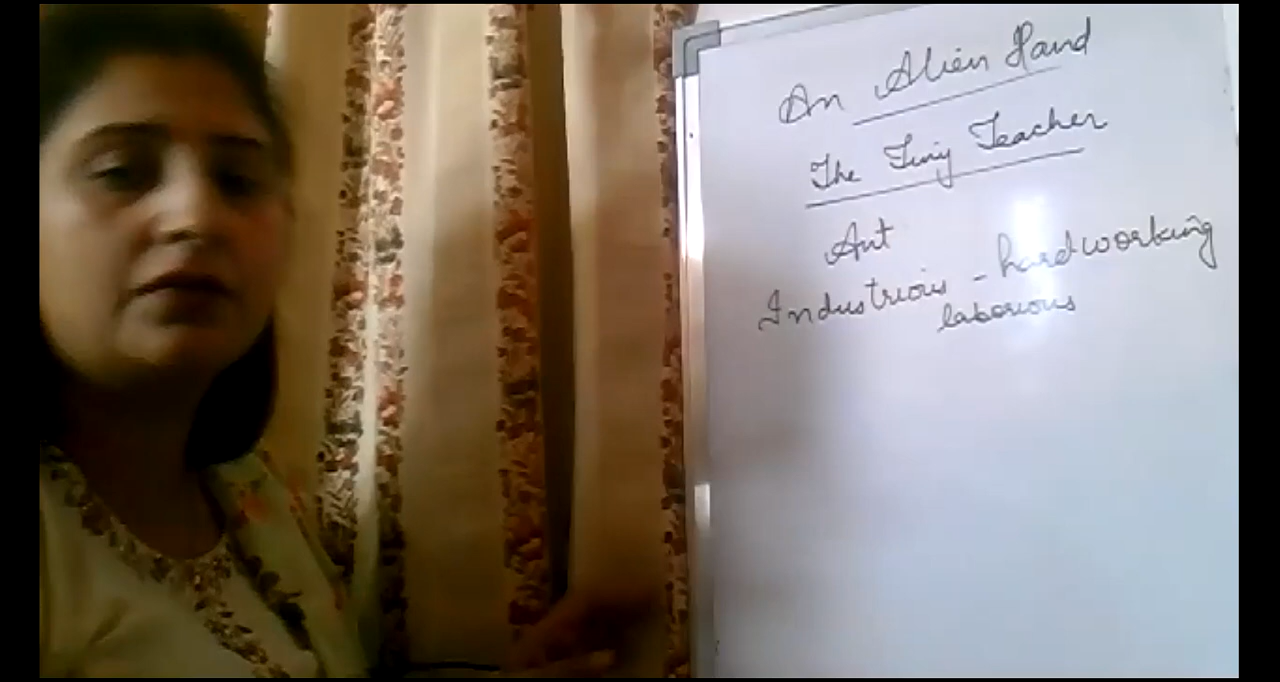 An Alien Hand
The Tiny Teacher
Ant
Industrious - hardworking
laborious